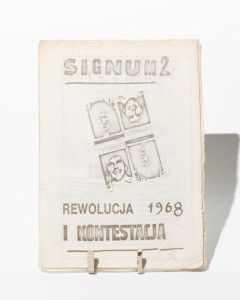 SIGNUM 2
REWOLUCJA 1968
I KONTESTACJA